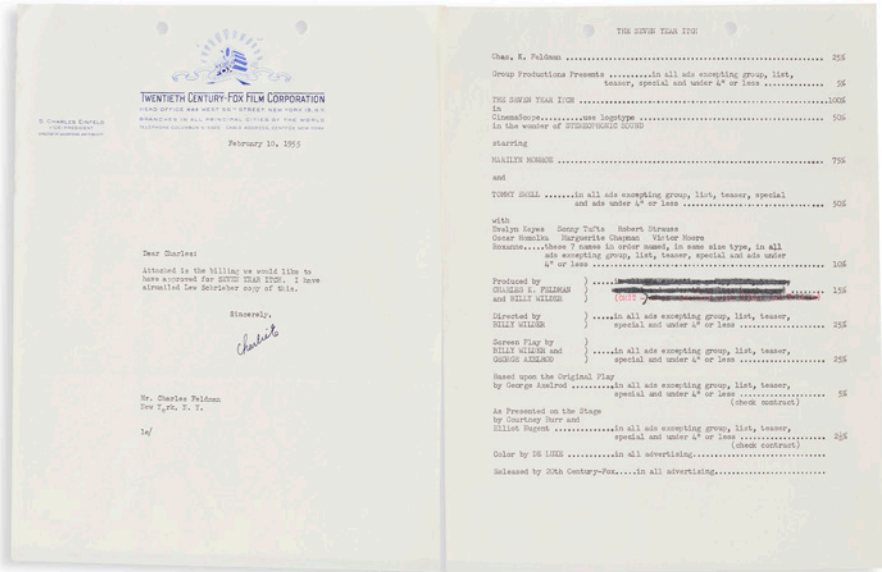 TWENTIETH CENTURY-FOX FILM CORPORATION
BRANCHES IN ALL PRINCIPAL CITIES OF THE WORLD
S. CHARLES EINFELD
VICE-PRESIDENT
February 10, 1955
Dear Charles:
Attached is the billing we would like to
have approved for SEVEN YEAR ITCH. I have
airmailed Lew Schrieber copy of this.
Sincerely,
Charlie
Mr. Charles Feldman
New York, N. Y.
THE SEVEN YEAR ITCH
Chas. K. Feldman 25%
Group Productions Presents ..........in all ads excepting group, list,
teaser, special and under 4" or less ............... 5%
THE SEVEN YEAR ITCH 100%
in
CinemaScope.........use logotype 50%
in the wonder of STEREOPHONIC SOUND
starring
MARILYN MONROE 75%
and
TOMMY EWELL .......in all ads excepting group, list, teaser, special
and ads under 4" or less 50%
with
Evelyn Keyes Sonny Tufts Robert Strauss
Oscar Homolka Marguerite Chapman Victor Moore
Roxanne.....these 7 names in order named, in same size type, in all
ads excepting group, list, teaser, special and ads under
4" or less 10%
Produced by )
CHARLES K. FELDMAN ) 15%
and BILLY WILDER )
Directed by ) .....in all ads excepting group, list, teaser,
BILLY WILDER ) special and under 4" or less 25%
Screen Play by )
BILLY WILDER and ) .....in all ads excepting group, list, teaser,
GEORGE AXELROD ) special and under 4" or less 25%
Based upon the Original Play
by George Axelrod ..........in all ads excepting group, list, teaser,
special and under 4" or less 5%
(check contract)
As Presented on the Stage
by Courtney Burr and
Elliot Nugent ..............in all ads excepting group, list, teaser,
special and under 4" or less 2½%
(check contract)
Color by DE LUXE ...........in all advertising
Released by 20th Century-Fox.....in all advertising